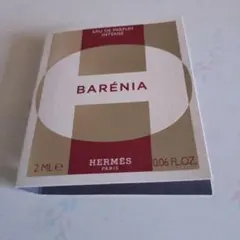 EAU DE PARFUM
INTENSE
BARÉNIA
2 ML ℮
HERMÈS
PARIS
0.06 FL.OZ.